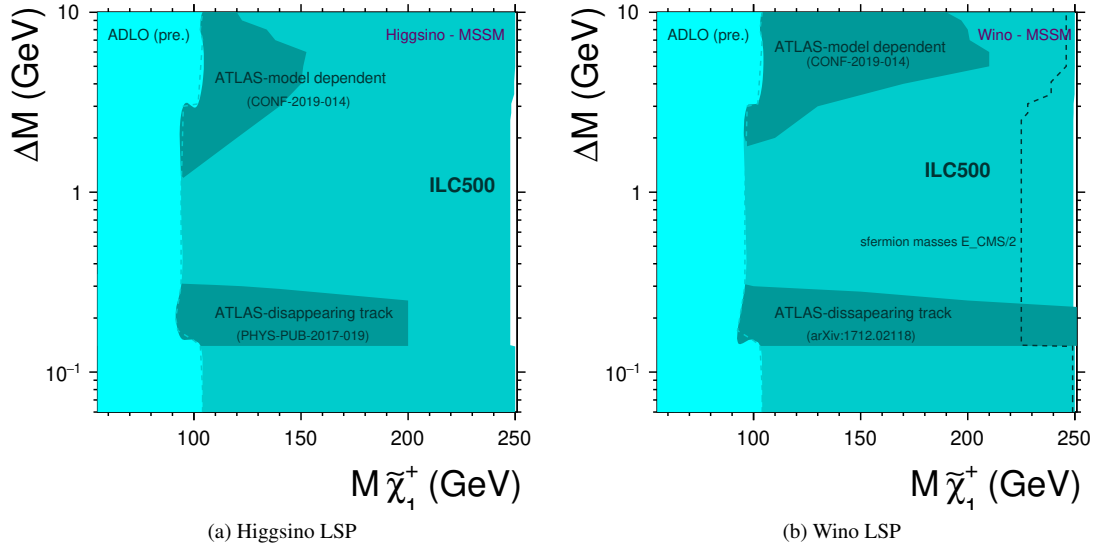 10
1
10⁻¹
ΔM (GeV)
ADLO (pre.)
Higgsino - MSSM
ATLAS-model dependent
(CONF-2019-014)
ILC500
ATLAS-disappearing track
(PHYS-PUB-2017-019)
100 150 200 250
M χ̃₁⁺ (GeV)
(a) Higgsino LSP
10
1
10⁻¹
ΔM (GeV)
ADLO (pre.)
Wino - MSSM
ATLAS-model dependent
(CONF-2019-014)
ILC500
sfermion masses E_CMS/2
ATLAS-dissapearing track
(arXiv:1712.02118)
100 150 200 250
M χ̃₁⁺ (GeV)
(b) Wino LSP